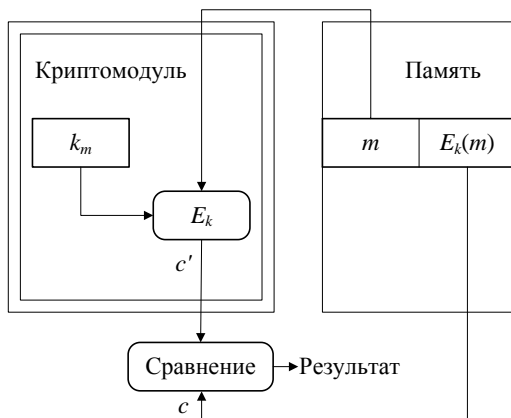 Криптомодуль
Память
k_m
m
E_k(m)
E_k
c'
Сравнение
Результат
c